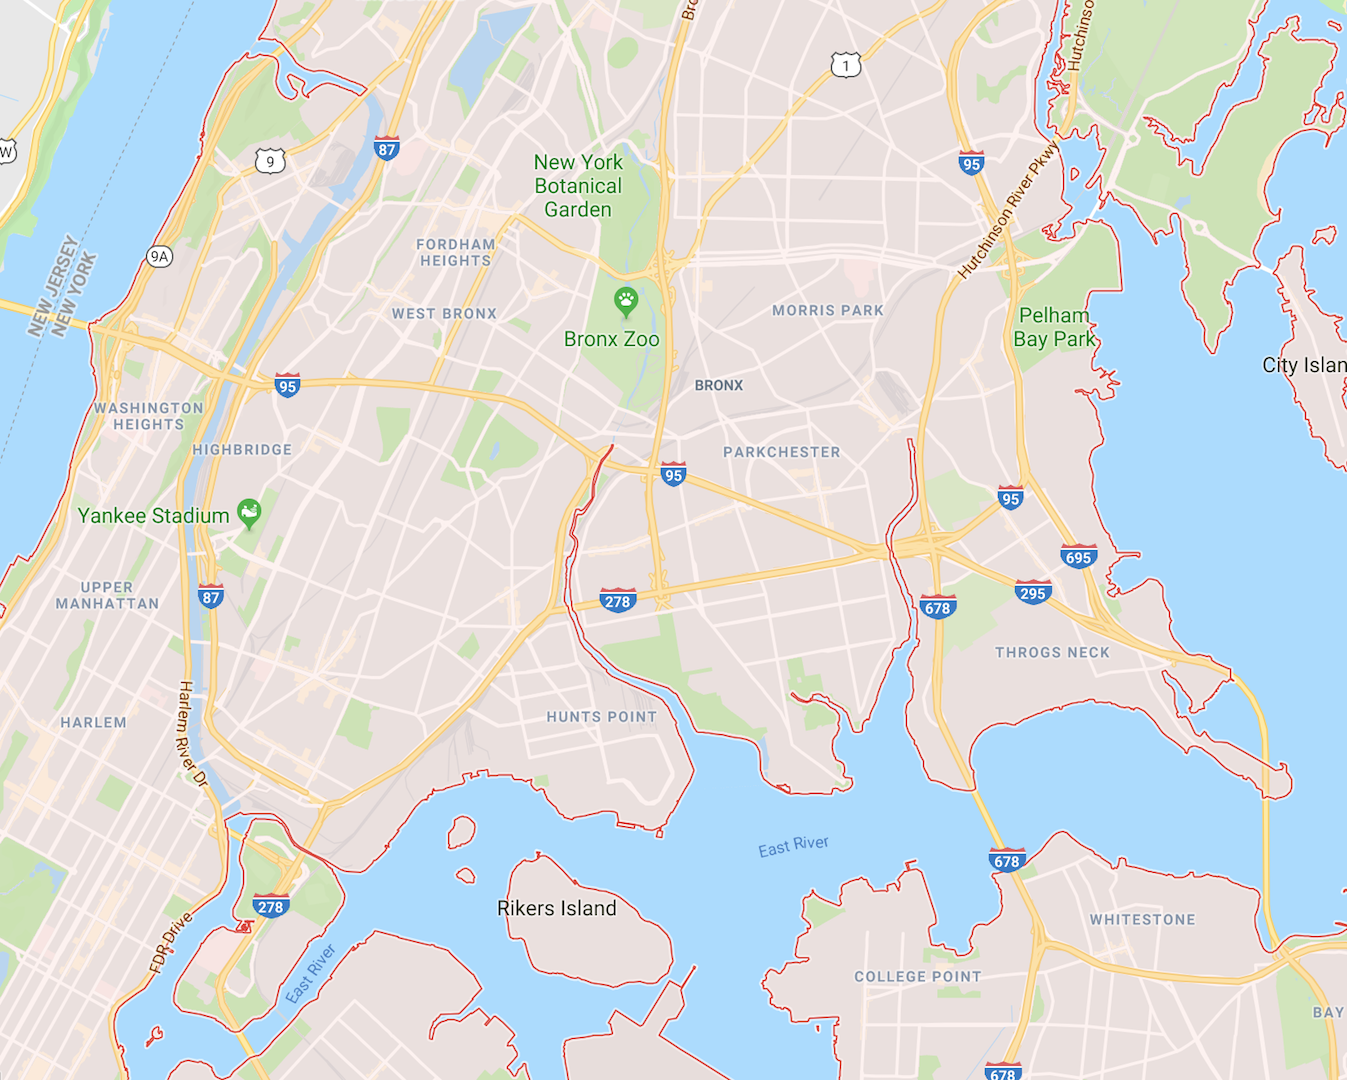 Bro
Hutchinso
1
W
9
87
95
New York
Botanical
Garden
Hutchinson River Pkwy
NEW JERSEY
NEW YORK
9A
FORDHAM
HEIGHTS
WEST BRONX
MORRIS PARK
Pelham
Bay Park
Bronx Zoo
City Islan
95
BRONX
WASHINGTON
HEIGHTS
HIGHBRIDGE
PARKCHESTER
95
95
Yankee Stadium
695
UPPER
MANHATTAN
87
278
678
295
THROGS NECK
HARLEM
Harlem River Dr
HUNTS POINT
East River
678
278
Rikers Island
WHITESTONE
FDR Drive
East River
COLLEGE POINT
BAY
678